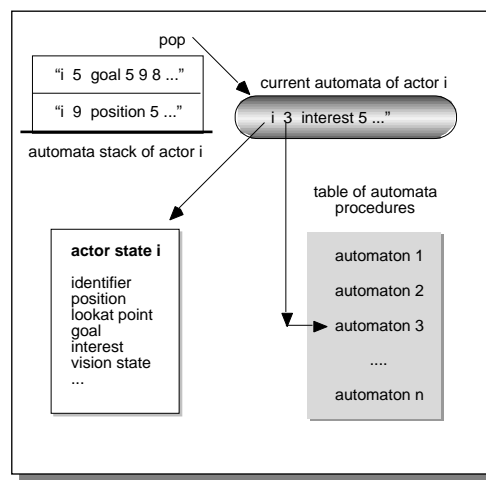 pop
“i 5 goal 5 9 8 ...”
“i 9 position 5 ...”
automata stack of actor i
current automata of actor i
i 3 interest 5 ...”
actor state i
identifier
position
lookat point
goal
interest
vision state
...
table of automata
procedures
automaton 1
automaton 2
automaton 3
....
automaton n